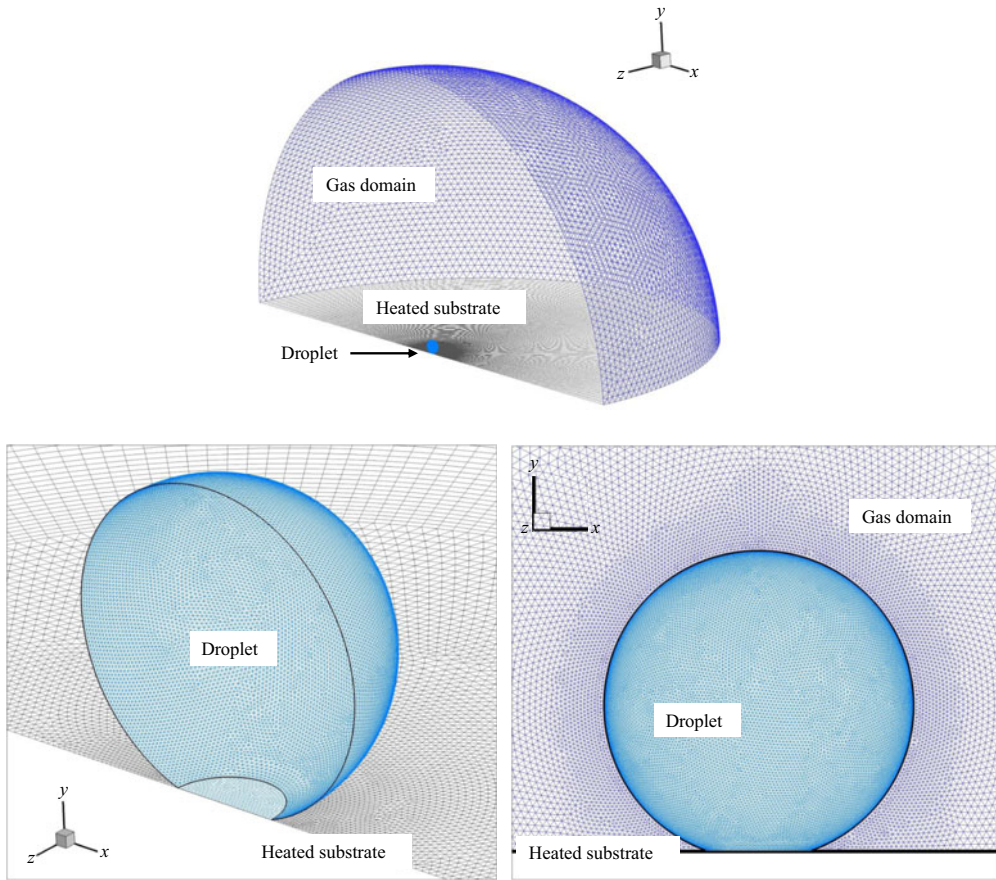 y
z
x
Gas domain
Heated substrate
Droplet
Droplet
y
z
x
Heated substrate
y
z
x
Gas domain
Droplet
Heated substrate